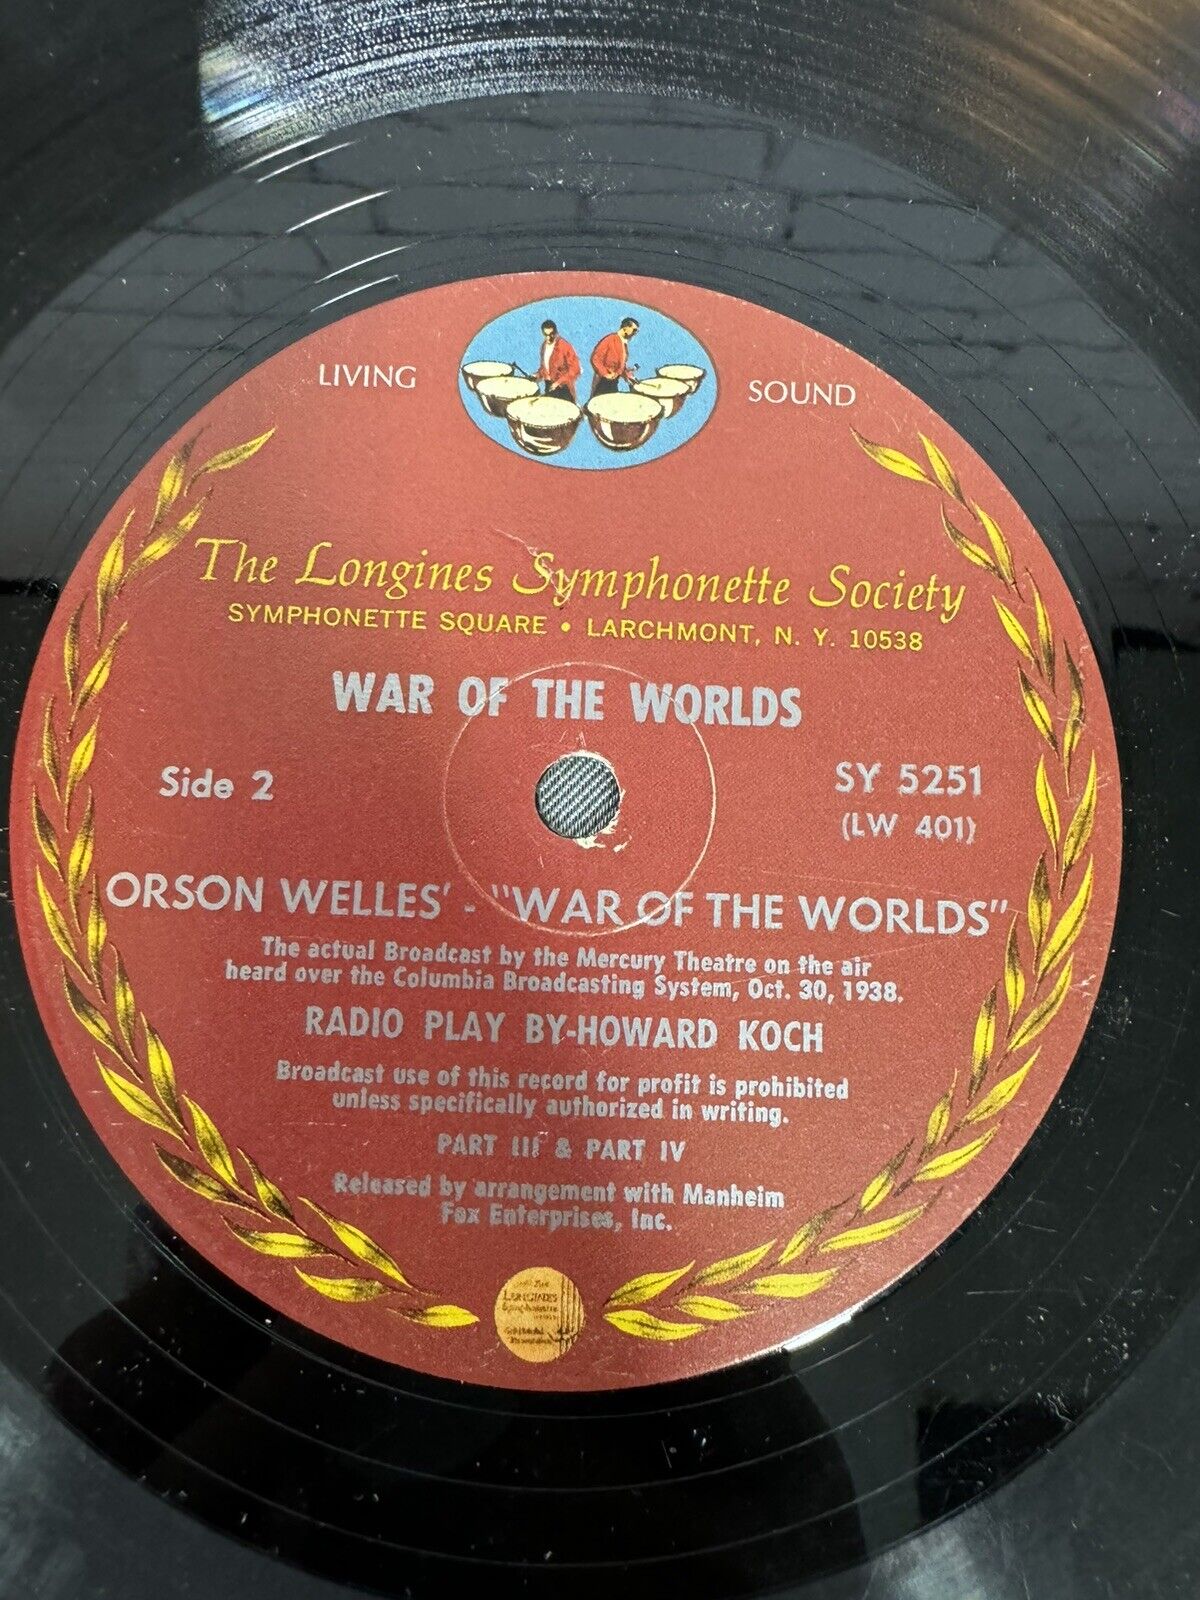 LIVING SOUND
The Longines Symphonette Society
SYMPHONETTE SQUARE • LARCHMONT, N. Y. 10538
WAR OF THE WORLDS
Side 2
SY 5251
(LW 401)
ORSON WELLES' - "WAR OF THE WORLDS"
The actual Broadcast by the Mercury Theatre on the air
heard over the Columbia Broadcasting System, Oct. 30, 1938.
RADIO PLAY BY-HOWARD KOCH
Broadcast use of this record for profit is prohibited
unless specifically authorized in writing.
PART III & PART IV
Released by arrangement with Manheim
Fox Enterprises, Inc.
The
LONGINES
Symphonette